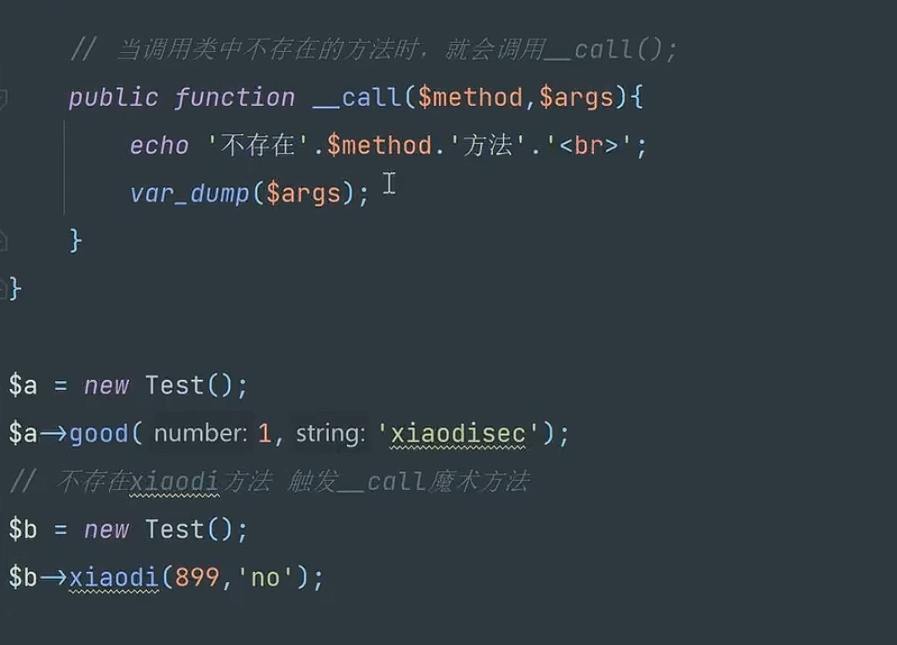 // 当调用类中不存在的方法时，就会调用__call();
public function __call($method,$args){
echo '不存在'.$method.'方法'.'<br>';
var_dump($args);
}
}
$a = new Test();
$a->good( number: 1, string: 'xiaodisec');
// 不存在xiaodi方法 触发__call魔术方法
$b = new Test();
$b->xiaodi(899,'no');